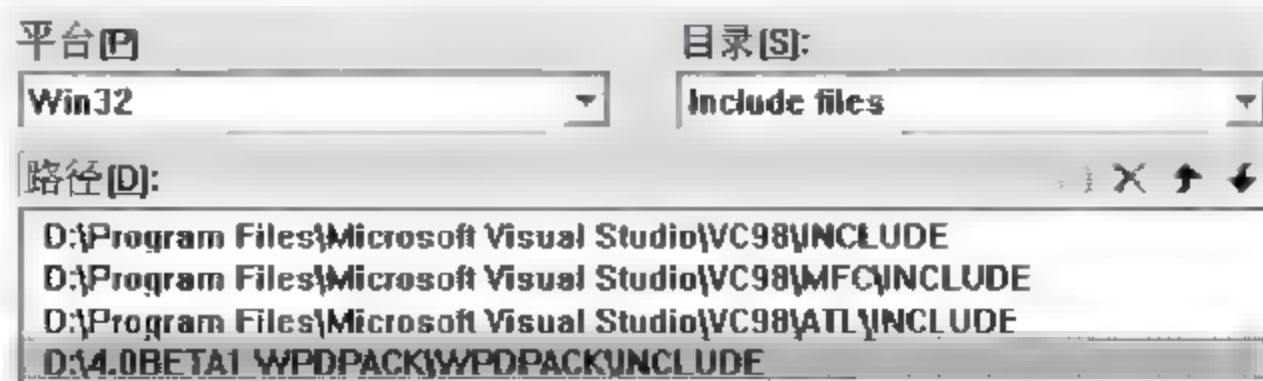 平台(P)
目录(S):
Win32
Include files
路径(D):
D:\Program Files\Microsoft Visual Studio\VC98\INCLUDE
D:\Program Files\Microsoft Visual Studio\VC98\MFC\INCLUDE
D:\Program Files\Microsoft Visual Studio\VC98\ATL\INCLUDE
D:\4.0BETA1_WPDPACK\WPDPACK\INCLUDE